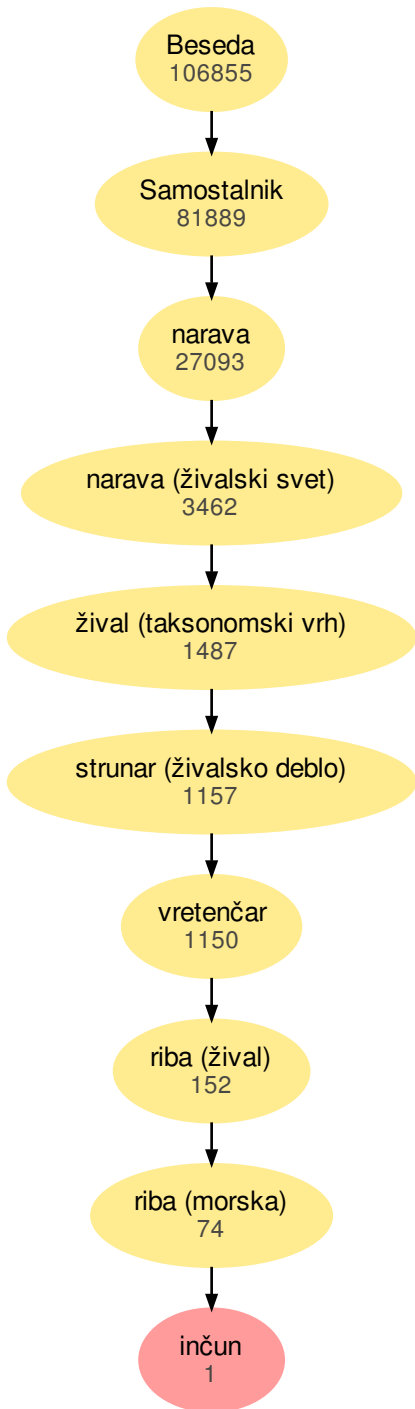 Beseda
106855
Samostalnik
81889
narava
27093
narava (živalski svet)
3462
žival (taksonomski vrh)
1487
strunar (živalsko deblo)
1157
vretenčar
1150
riba (žival)
152
riba (morska)
74
inčun
1